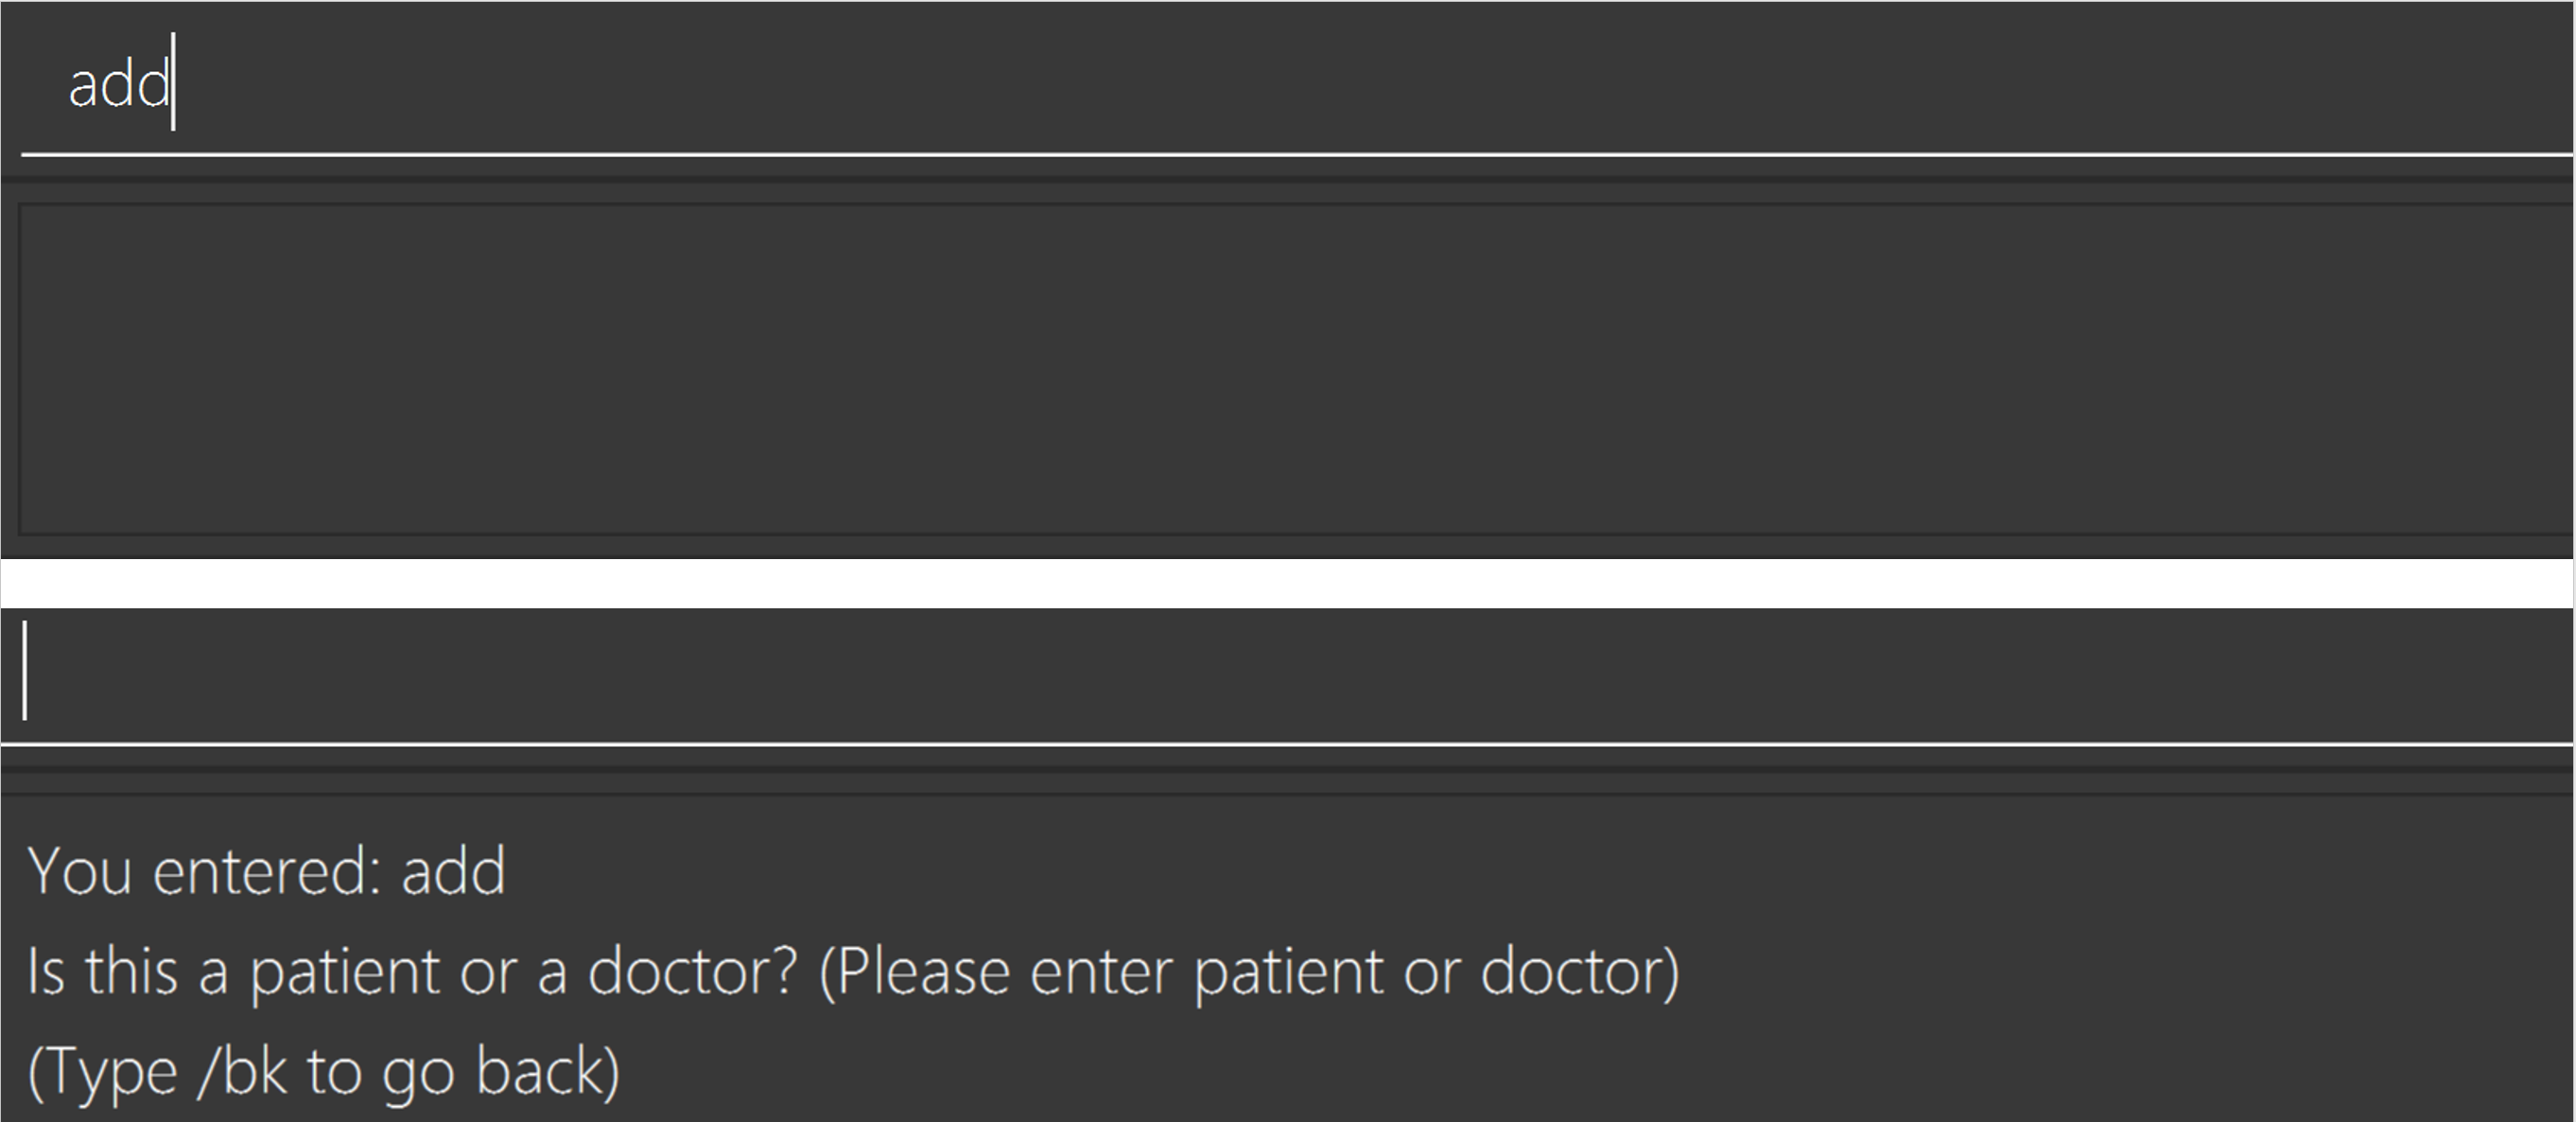 add
You entered: add
Is this a patient or a doctor? (Please enter patient or doctor)
(Type /bk to go back)